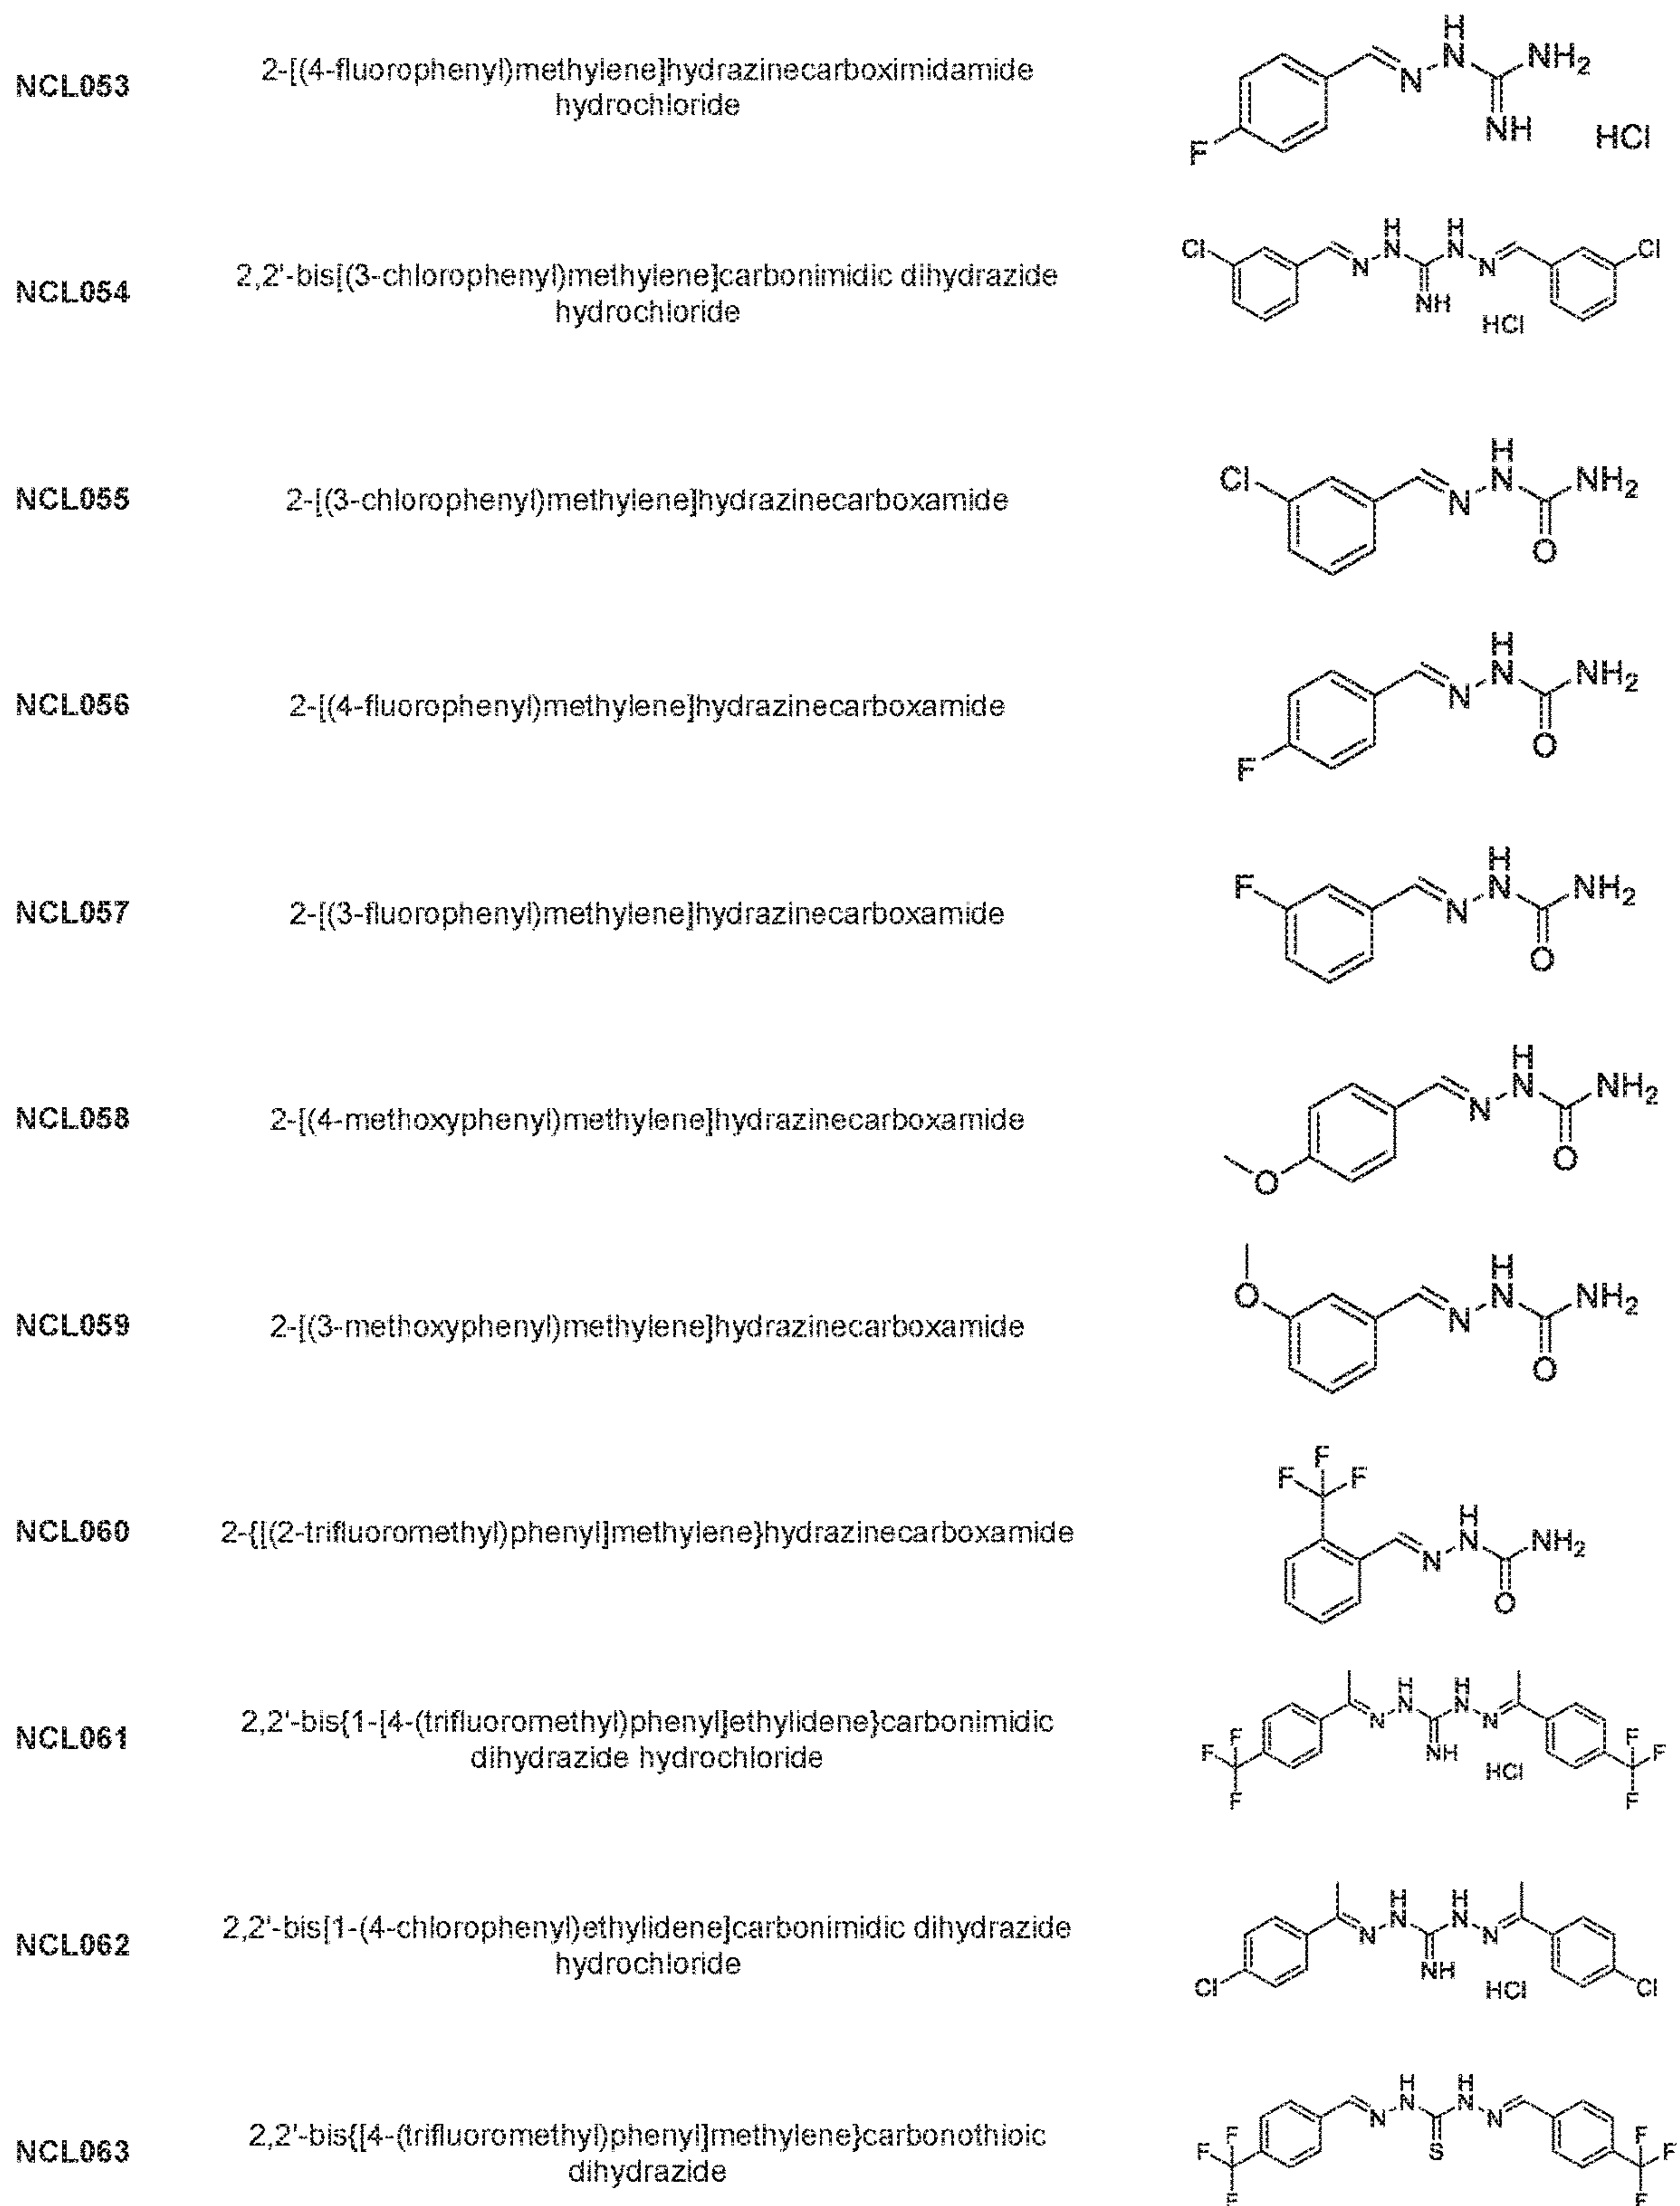 NCL053
2-[(4-fluorophenyl)methylene]hydrazinecarboximidamide
hydrochloride
H
N
NH2
N
NH
F
HCl
NCL054
2,2'-bis[(3-chlorophenyl)methylene]carbonimidic dihydrazide
hydrochloride
Cl
H
N
H
N
Cl
N
N
NH
HCl
NCL055
2-[(3-chlorophenyl)methylene]hydrazinecarboxamide
Cl
H
N
NH2
N
O
NCL056
2-[(4-fluorophenyl)methylene]hydrazinecarboxamide
H
N
NH2
N
O
F
NCL057
2-[(3-fluorophenyl)methylene]hydrazinecarboxamide
F
H
N
NH2
N
O
NCL058
2-[(4-methoxyphenyl)methylene]hydrazinecarboxamide
H
N
NH2
N
O
O
NCL059
2-[(3-methoxyphenyl)methylene]hydrazinecarboxamide
O
H
N
NH2
N
O
NCL060
2-{[(2-trifluoromethyl)phenyl]methylene}hydrazinecarboxamide
F
F
F
H
N
NH2
N
O
NCL061
2,2'-bis{1-[4-(trifluoromethyl)phenyl]ethylidene}carbonimidic
dihydrazide hydrochloride
H
N
H
N
N
N
NH
HCl
F
F
F
F
F
F
NCL062
2,2'-bis[1-(4-chlorophenyl)ethylidene]carbonimidic dihydrazide
hydrochloride
H
N
H
N
N
N
NH
HCl
Cl
Cl
NCL063
2,2'-bis{[4-(trifluoromethyl)phenyl]methylene}carbonothioic
dihydrazide
H
N
H
N
N
N
S
F
F
F
F
F
F